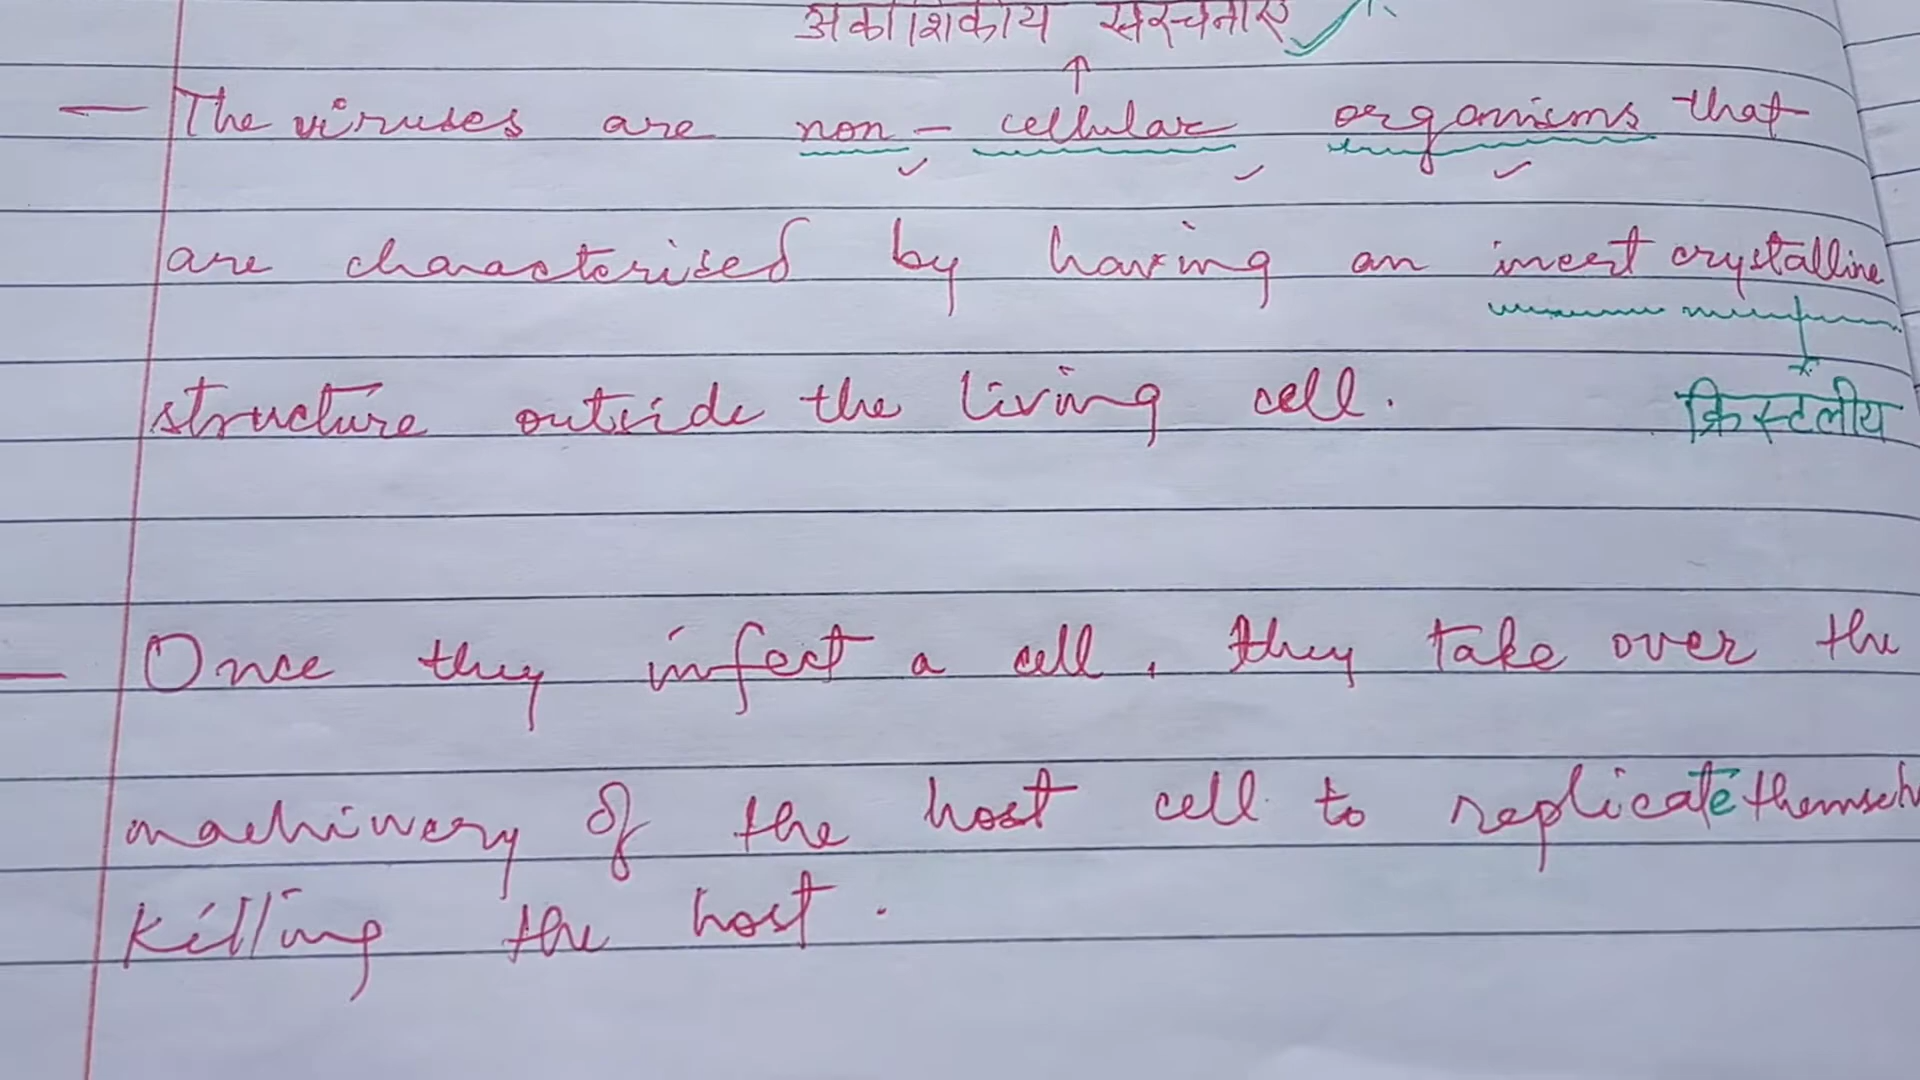 अकोशिकीय संरचनाएं
— The viruses are non - cellular organisms that
are characterised by having an inert crystalline
structure outside the living cell.
क्रिस्टलीय
— Once they infect a cell, they take over the
machinery of the host cell to replicate themselv
killing the host.